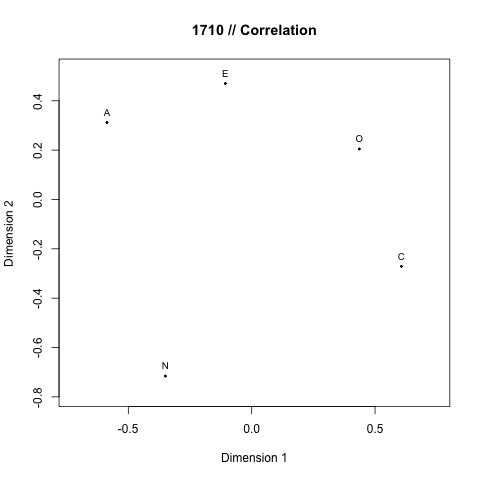 1710 // Correlation
E
A
O
C
N
Dimension 2
0.4
0.2
0.0
-0.2
-0.4
-0.6
-0.8
-0.5
0.0
0.5
Dimension 1